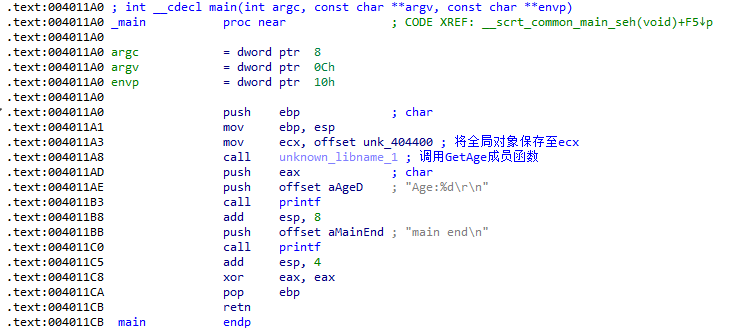 .text:004011A0 ; int __cdecl main(int argc, const char **argv, const char **envp)
.text:004011A0 _main proc near ; CODE XREF: __scrt_common_main_seh(void)+F5↓p
.text:004011A0
.text:004011A0 argc = dword ptr 8
.text:004011A0 argv = dword ptr 0Ch
.text:004011A0 envp = dword ptr 10h
.text:004011A0
.text:004011A0 push ebp ; char
.text:004011A1 mov ebp, esp
.text:004011A3 mov ecx, offset unk_404400 ; 将全局对象保存至ecx
.text:004011A8 call unknown_libname_1 ; 调用GetAge成员函数
.text:004011AD push eax ; char
.text:004011AE push offset aAgeD ; "Age:%d\r\n"
.text:004011B3 call printf
.text:004011B8 add esp, 8
.text:004011BB push offset aMainEnd ; "main end\n"
.text:004011C0 call printf
.text:004011C5 add esp, 4
.text:004011C8 xor eax, eax
.text:004011CA pop ebp
.text:004011CB retn
.text:004011CB _main endp